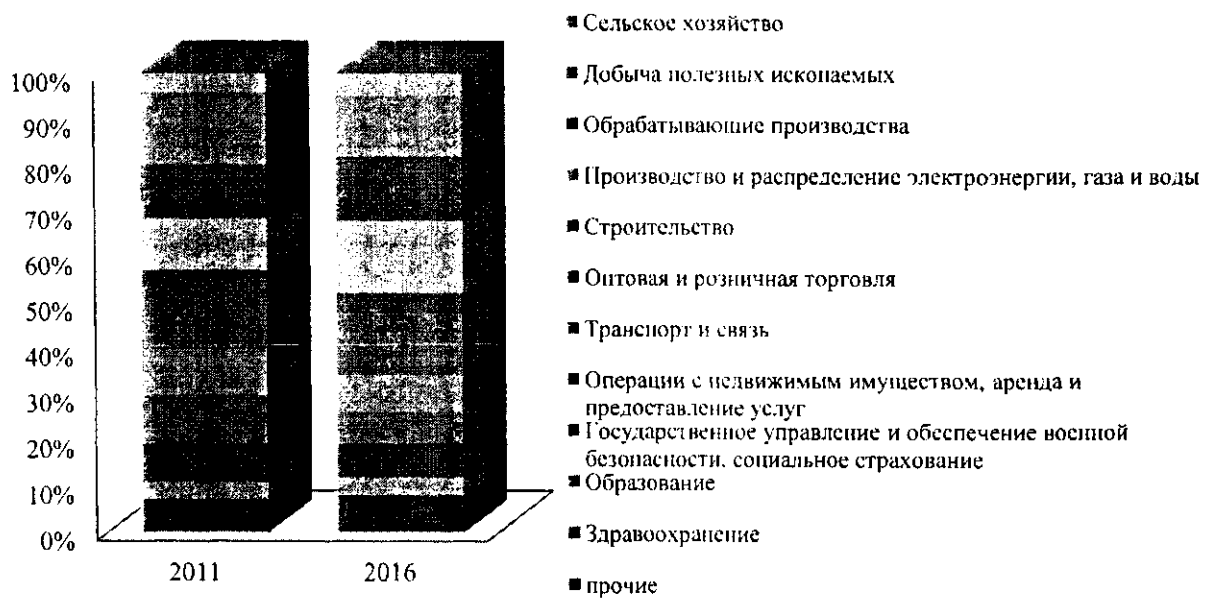 100%
90%
80%
70%
60%
50%
40%
30%
20%
10%
0%
2011
2016
Сельское хозяйство
Добыча полезных ископаемых
Обрабатывающие производства
Производство и распределение электроэнергии, газа и воды
Строительство
Оптовая и розничная торговля
Транспорт и связь
Операции с недвижимым имуществом, аренда и
предоставление услуг
Государственное управление и обеспечение военной
безопасности, социальное страхование
Образование
Здравоохранение
прочие